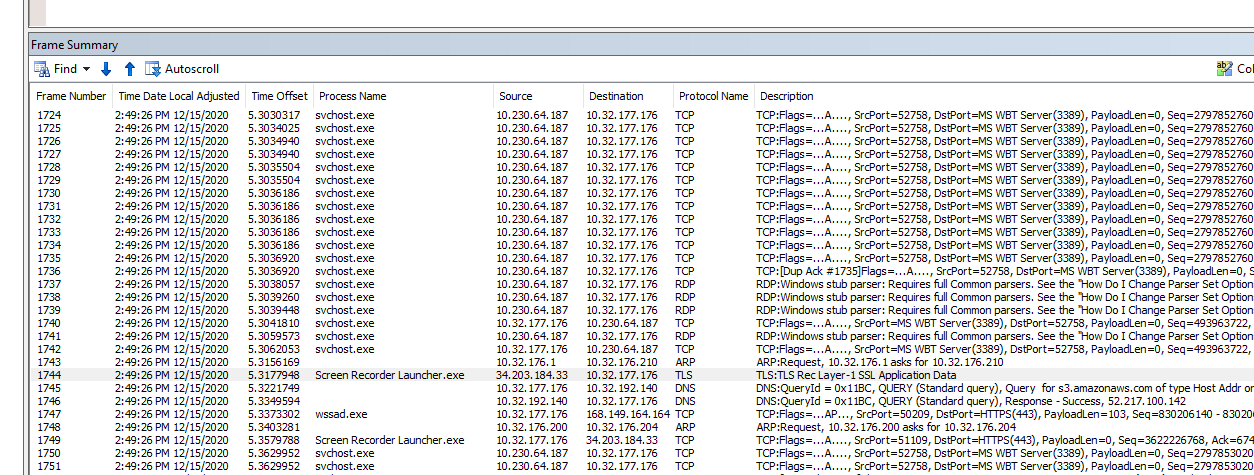 Frame Summary
Find Autoscroll Col
Frame Number Time Date Local Adjusted Time Offset Process Name Source Destination Protocol Name Description
1724 2:49:26 PM 12/15/2020 5.3030317 svchost.exe 10.230.64.187 10.32.177.176 TCP TCP:Flags=...A...., SrcPort=52758, DstPort=MS WBT Server(3389), PayloadLen=0, Seq=2797852760
1725 2:49:26 PM 12/15/2020 5.3034025 svchost.exe 10.230.64.187 10.32.177.176 TCP TCP:Flags=...A...., SrcPort=52758, DstPort=MS WBT Server(3389), PayloadLen=0, Seq=2797852760
1726 2:49:26 PM 12/15/2020 5.3034940 svchost.exe 10.230.64.187 10.32.177.176 TCP TCP:Flags=...A...., SrcPort=52758, DstPort=MS WBT Server(3389), PayloadLen=0, Seq=2797852760
1727 2:49:26 PM 12/15/2020 5.3034940 svchost.exe 10.230.64.187 10.32.177.176 TCP TCP:Flags=...A...., SrcPort=52758, DstPort=MS WBT Server(3389), PayloadLen=0, Seq=2797852760
1728 2:49:26 PM 12/15/2020 5.3035504 svchost.exe 10.230.64.187 10.32.177.176 TCP TCP:Flags=...A...., SrcPort=52758, DstPort=MS WBT Server(3389), PayloadLen=0, Seq=2797852760
1729 2:49:26 PM 12/15/2020 5.3035504 svchost.exe 10.230.64.187 10.32.177.176 TCP TCP:Flags=...A...., SrcPort=52758, DstPort=MS WBT Server(3389), PayloadLen=0, Seq=2797852760
1730 2:49:26 PM 12/15/2020 5.3036186 svchost.exe 10.230.64.187 10.32.177.176 TCP TCP:Flags=...A...., SrcPort=52758, DstPort=MS WBT Server(3389), PayloadLen=0, Seq=2797852760
1731 2:49:26 PM 12/15/2020 5.3036186 svchost.exe 10.230.64.187 10.32.177.176 TCP TCP:Flags=...A...., SrcPort=52758, DstPort=MS WBT Server(3389), PayloadLen=0, Seq=2797852760
1732 2:49:26 PM 12/15/2020 5.3036186 svchost.exe 10.230.64.187 10.32.177.176 TCP TCP:Flags=...A...., SrcPort=52758, DstPort=MS WBT Server(3389), PayloadLen=0, Seq=2797852760
1733 2:49:26 PM 12/15/2020 5.3036186 svchost.exe 10.230.64.187 10.32.177.176 TCP TCP:Flags=...A...., SrcPort=52758, DstPort=MS WBT Server(3389), PayloadLen=0, Seq=2797852760
1734 2:49:26 PM 12/15/2020 5.3036186 svchost.exe 10.230.64.187 10.32.177.176 TCP TCP:Flags=...A...., SrcPort=52758, DstPort=MS WBT Server(3389), PayloadLen=0, Seq=2797852760
1735 2:49:26 PM 12/15/2020 5.3036920 svchost.exe 10.230.64.187 10.32.177.176 TCP TCP:Flags=...A...., SrcPort=52758, DstPort=MS WBT Server(3389), PayloadLen=0, Seq=2797852760
1736 2:49:26 PM 12/15/2020 5.3036920 svchost.exe 10.230.64.187 10.32.177.176 TCP TCP:[Dup Ack #1735]Flags=...A...., SrcPort=52758, DstPort=MS WBT Server(3389), PayloadLen=0, S
1737 2:49:26 PM 12/15/2020 5.3038057 svchost.exe 10.230.64.187 10.32.177.176 RDP RDP:Windows stub parser: Requires full Common parsers. See the "How Do I Change Parser Set Option
1738 2:49:26 PM 12/15/2020 5.3039260 svchost.exe 10.230.64.187 10.32.177.176 RDP RDP:Windows stub parser: Requires full Common parsers. See the "How Do I Change Parser Set Option
1739 2:49:26 PM 12/15/2020 5.3039448 svchost.exe 10.230.64.187 10.32.177.176 RDP RDP:Windows stub parser: Requires full Common parsers. See the "How Do I Change Parser Set Option
1740 2:49:26 PM 12/15/2020 5.3041810 svchost.exe 10.32.177.176 10.230.64.187 TCP TCP:Flags=...A...., SrcPort=MS WBT Server(3389), DstPort=52758, PayloadLen=0, Seq=493963722,
1741 2:49:26 PM 12/15/2020 5.3059573 svchost.exe 10.32.177.176 10.230.64.187 RDP RDP:Windows stub parser: Requires full Common parsers. See the "How Do I Change Parser Set Option
1742 2:49:26 PM 12/15/2020 5.3062053 svchost.exe 10.32.177.176 10.230.64.187 TCP TCP:Flags=...A...., SrcPort=MS WBT Server(3389), DstPort=52758, PayloadLen=0, Seq=493963722,
1743 2:49:26 PM 12/15/2020 5.3156169 10.32.176.1 10.32.176.210 ARP ARP:Request, 10.32.176.1 asks for 10.32.176.210
1744 2:49:26 PM 12/15/2020 5.3177948 Screen Recorder Launcher.exe 34.203.184.33 10.32.177.176 TLS TLS:TLS Rec Layer-1 SSL Application Data
1745 2:49:26 PM 12/15/2020 5.3221749 10.32.177.176 10.32.192.140 DNS DNS:QueryId = 0x11BC, QUERY (Standard query), Query for s3.amazonaws.com of type Host Addr on
1746 2:49:26 PM 12/15/2020 5.3349594 10.32.192.140 10.32.177.176 DNS DNS:QueryId = 0x11BC, QUERY (Standard query), Response - Success, 52.217.100.142
1747 2:49:26 PM 12/15/2020 5.3373302 wssad.exe 10.32.177.176 168.149.164.164 TCP TCP:Flags=...AP..., SrcPort=50209, DstPort=HTTPS(443), PayloadLen=103, Seq=830206140 - 830206
1748 2:49:26 PM 12/15/2020 5.3403281 10.32.176.200 10.32.176.204 ARP ARP:Request, 10.32.176.200 asks for 10.32.176.204
1749 2:49:26 PM 12/15/2020 5.3579788 Screen Recorder Launcher.exe 10.32.177.176 34.203.184.33 TCP TCP:Flags=...A...., SrcPort=51109, DstPort=HTTPS(443), PayloadLen=0, Seq=3622226768, Ack=674
1750 2:49:26 PM 12/15/2020 5.3629952 svchost.exe 10.230.64.187 10.32.177.176 TCP TCP:Flags=...A...., SrcPort=52758, DstPort=MS WBT Server(3389), PayloadLen=0, Seq=2797853020
1751 2:49:26 PM 12/15/2020 5.3629952 svchost.exe 10.230.64.187 10.32.177.176 TCP TCP:Flags=...A...., SrcPort=52758, DstPort=MS WBT Server(3389), PayloadLen=0, Seq=2797853020